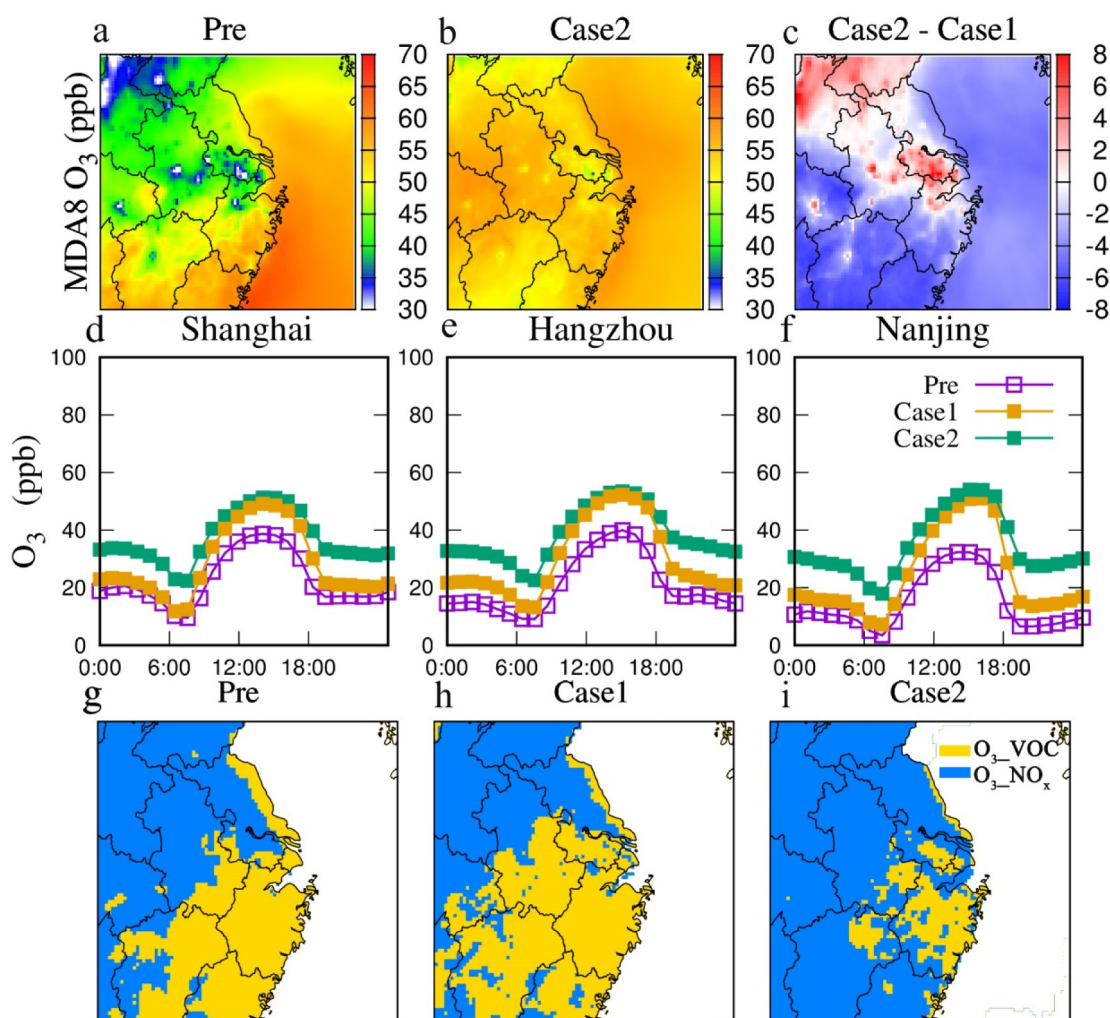 a Pre
b Case2
c Case2 - Case1
MDA8 O₃ (ppb)
70
65
60
55
50
45
40
35
30
70
65
60
55
50
45
40
35
30
8
6
4
2
0
-2
-4
-6
-8
d Shanghai
e Hangzhou
f Nanjing
O₃ (ppb)
100
80
60
40
20
0
0:00 6:00 12:00 18:00
100
80
60
40
20
0
0:00 6:00 12:00 18:00
100
80
60
40
20
0
0:00 6:00 12:00 18:00
Pre
Case1
Case2
g Pre
h Case1
i Case2
O₃_VOC
O₃_NOₓ